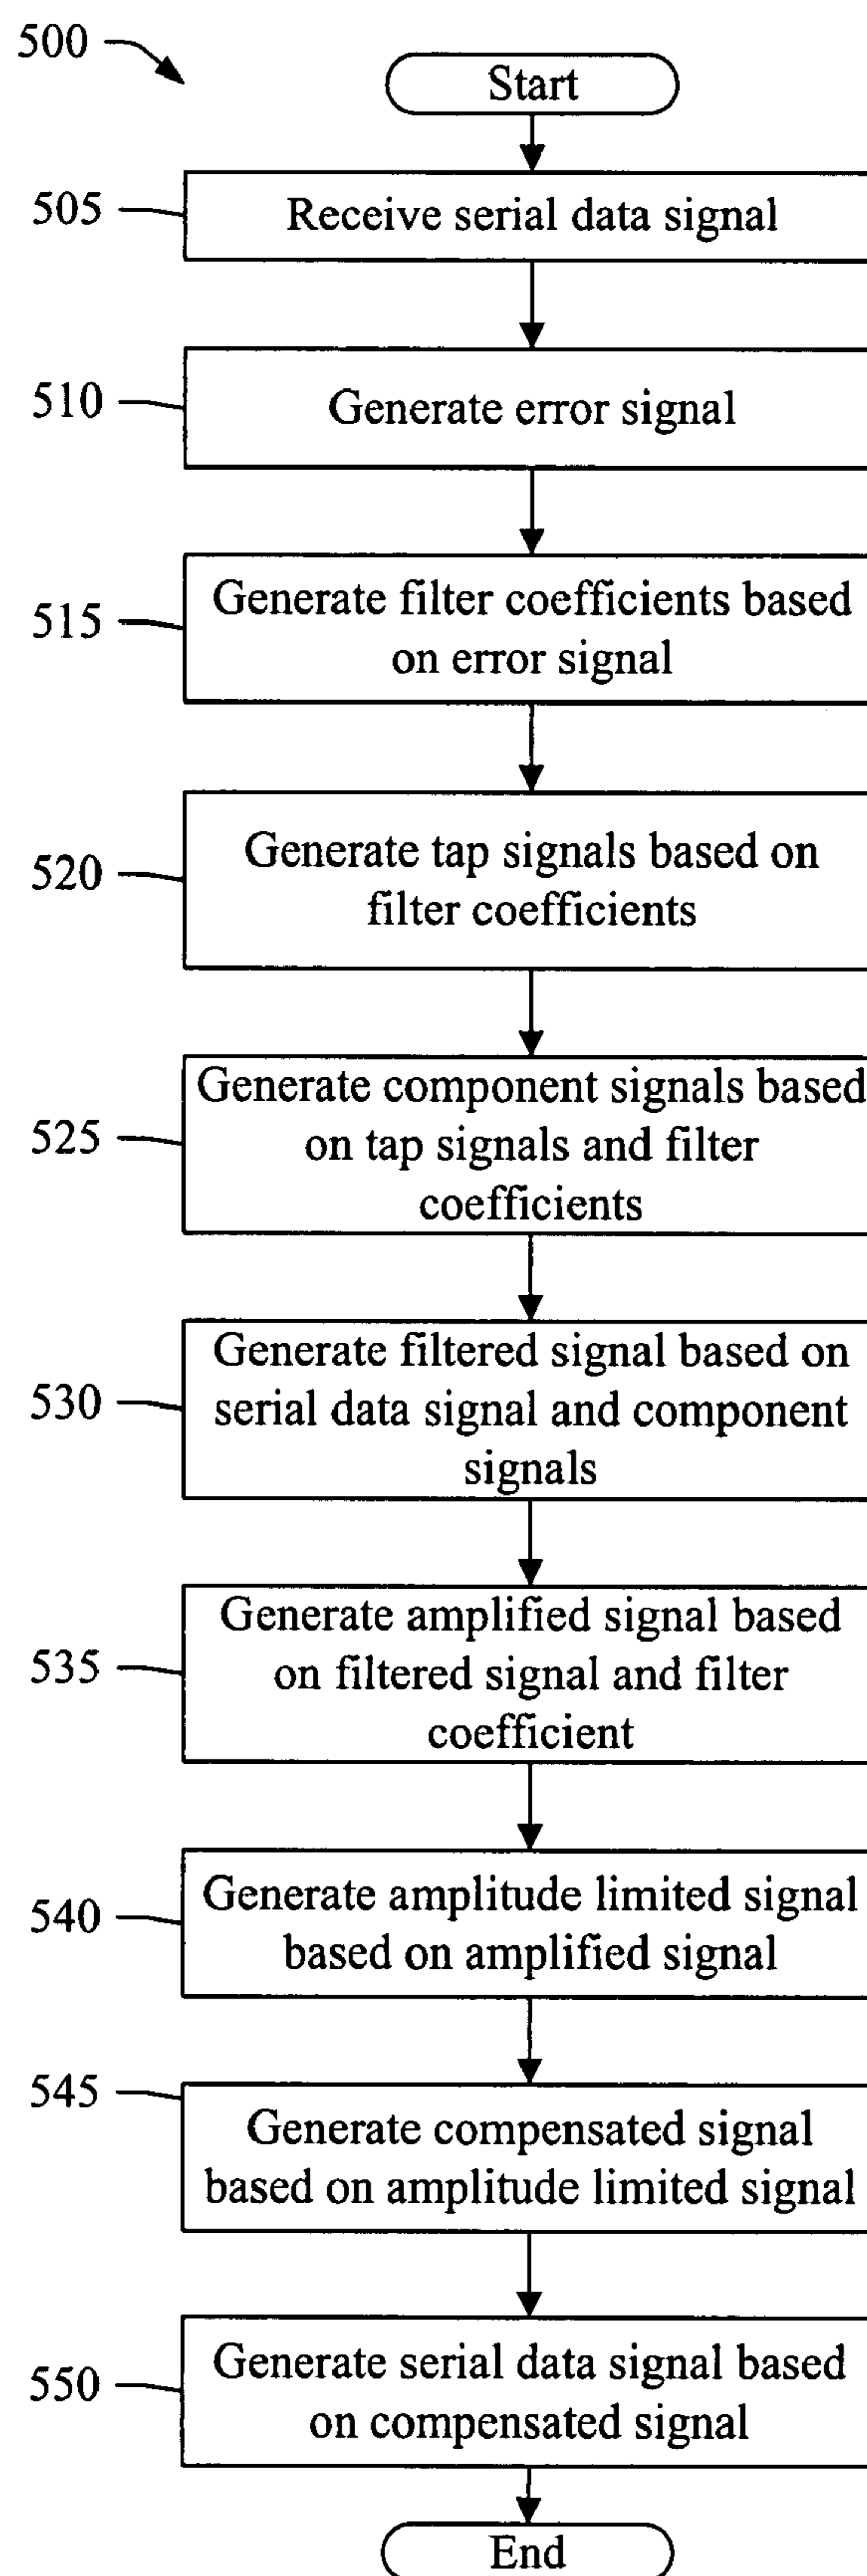 500
Start
505
Receive serial data signal
510
Generate error signal
515
Generate filter coefficients based
on error signal
520
Generate tap signals based on
filter coefficients
525
Generate component signals based
on tap signals and filter
coefficients
530
Generate filtered signal based on
serial data signal and component
signals
535
Generate amplified signal based
on filtered signal and filter
coefficient
540
Generate amplitude limited signal
based on amplified signal
545
Generate compensated signal
based on amplitude limited signal
550
Generate serial data signal based
on compensated signal
End